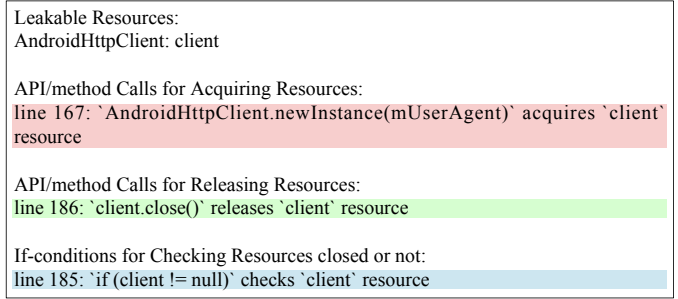 Leakable Resources:
AndroidHttpClient: client
API/method Calls for Acquiring Resources:
line 167: `AndroidHttpClient.newInstance(mUserAgent)` acquires `client`
resource
API/method Calls for Releasing Resources:
line 186: `client.close()` releases `client` resource
If-conditions for Checking Resources closed or not:
line 185: `if (client != null)` checks `client` resource